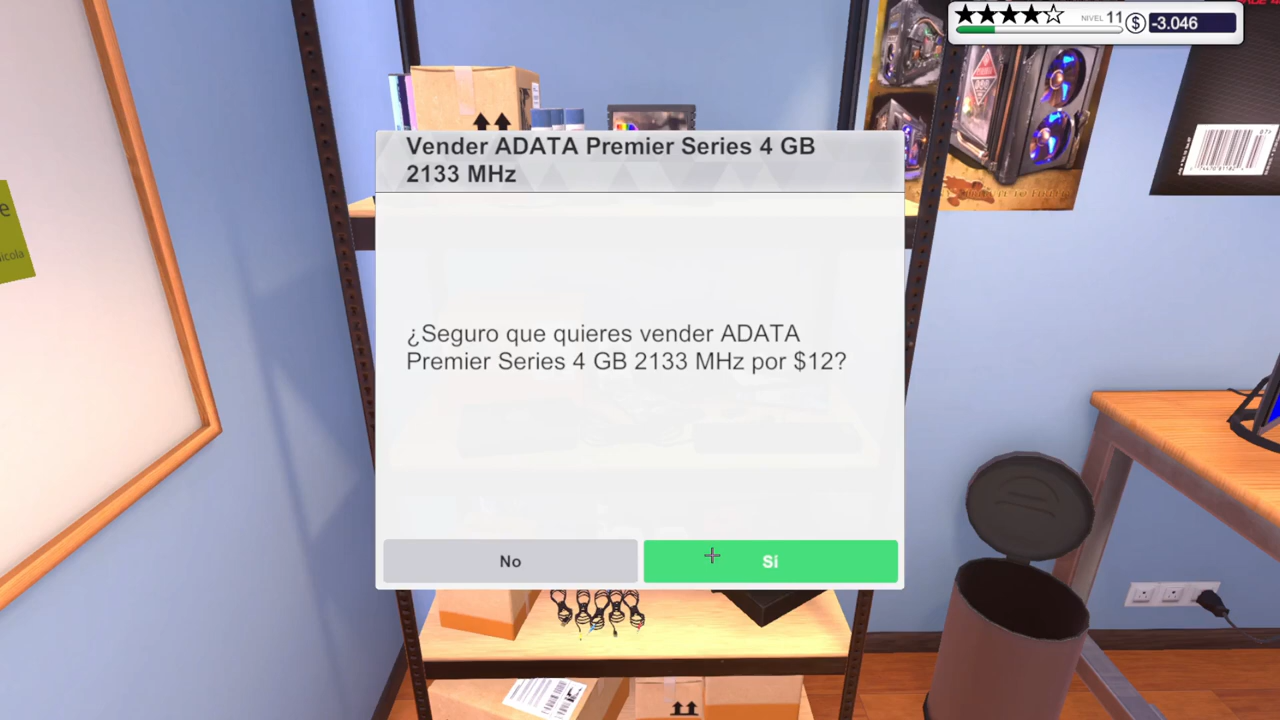 NIVEL 11 $ -3.046
Vender ADATA Premier Series 4 GB
2133 MHz
e
icola
¿Seguro que quieres vender ADATA
Premier Series 4 GB 2133 MHz por $12?
No
Sí